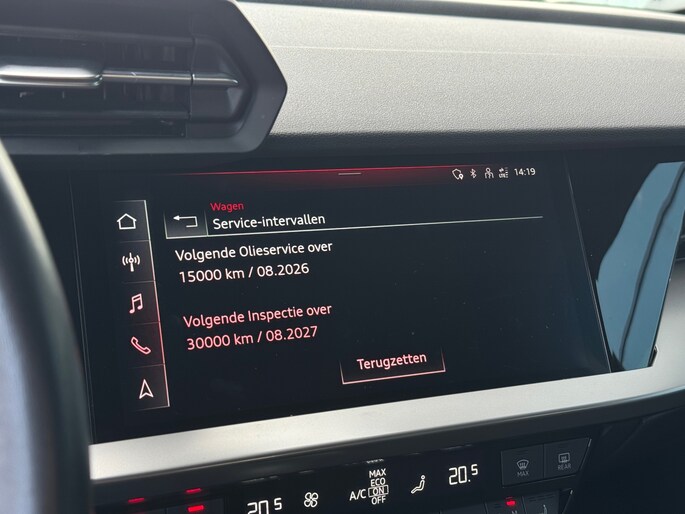 14:19
Wagen
Service-intervallen
Volgende Olieservice over
15000 km / 08.2026
Volgende Inspectie over
30000 km / 08.2027
Terugzetten
MAX
ECO
A/C ON
OFF
20.5
20.5
MAX
REAR